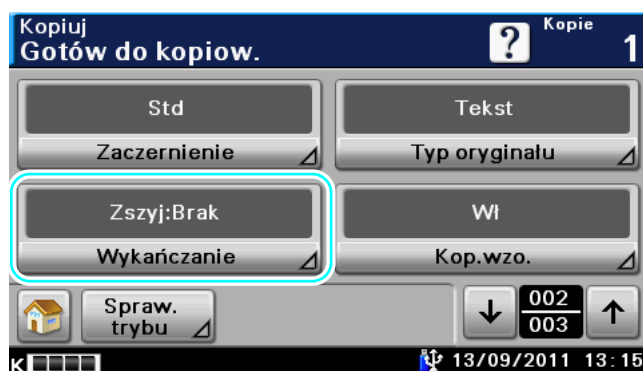 Kopiuj
Gotów do kopiow.
?
Kopie
1
Std
Zaczernienie
Tekst
Typ oryginału
Zszyj:Brak
Wykańczanie
Wł
Kop.wzo.
Spraw.
trybu
↓
002
003
↑
K
13/09/2011 13:15